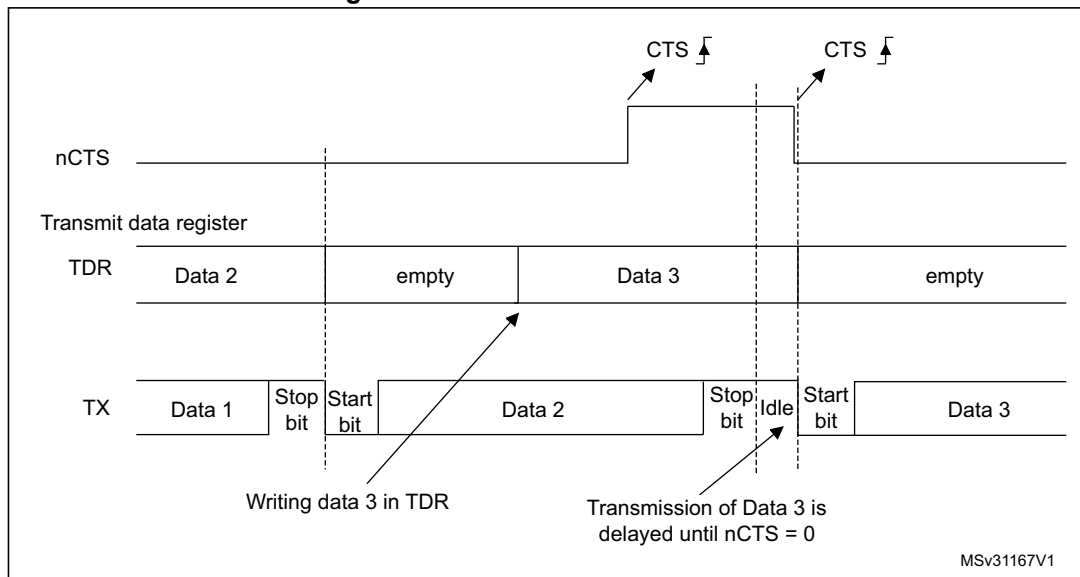 CTS
CTS
nCTS
Transmit data register
TDR
Data 2
empty
Data 3
empty
TX
Data 1
Stop
bit
Start
bit
Data 2
Stop
bit
Idle
Start
bit
Data 3
Writing data 3 in TDR
Transmission of Data 3 is
delayed until nCTS = 0
MSv31167V1